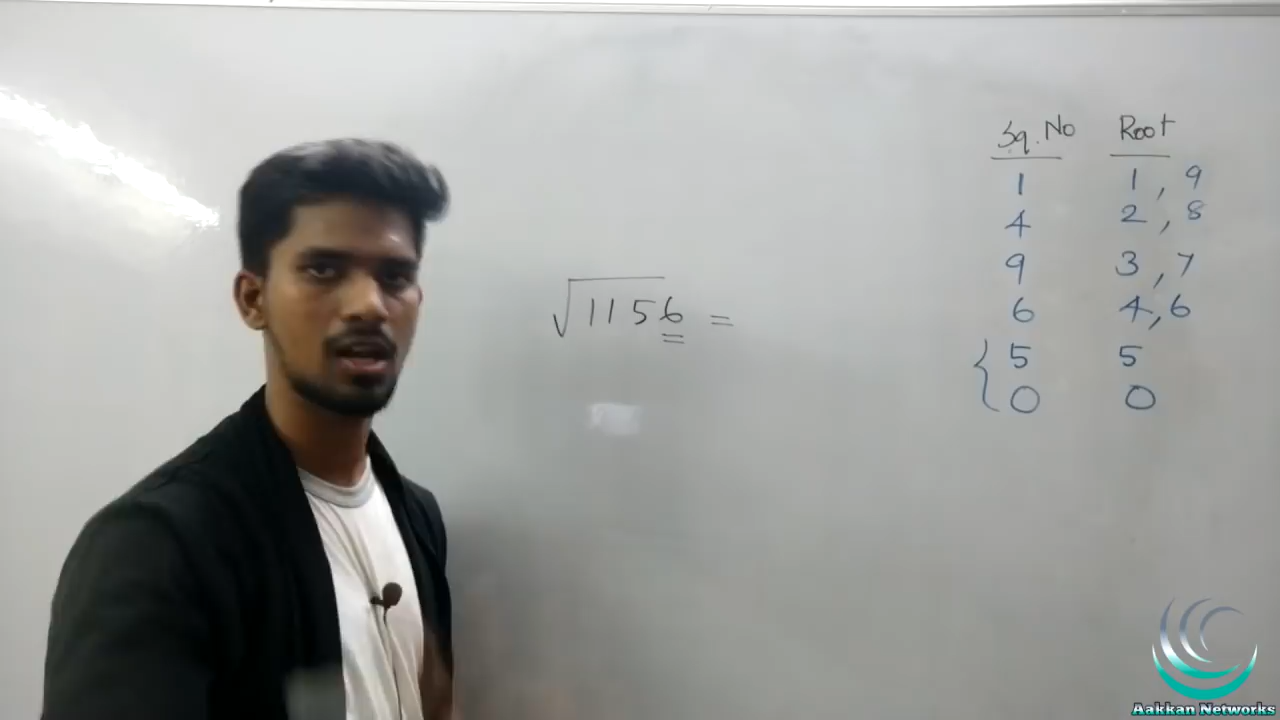 √1156 =
Sq. No Root
1 1, 9
4 2, 8
9 3, 7
6 4, 6
5 5
0 0
Aakkan Networks